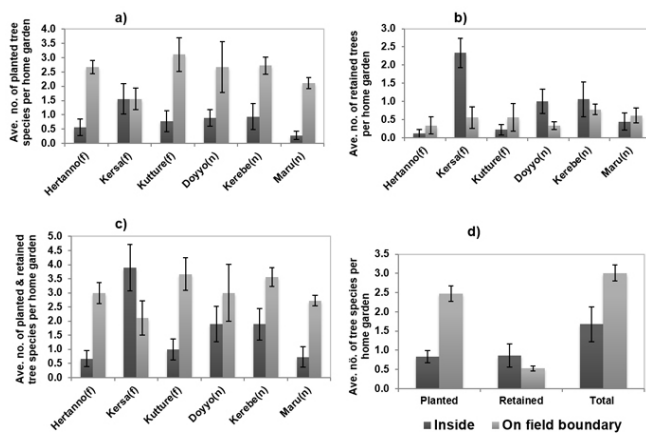 a)
Ave. no. of planted tree
species per home garden
4.0
3.5
3.0
2.5
2.0
1.5
1.0
0.5
0.0
Hertanno(f)
Kersa(f)
Kutture(f)
Doyyo(n)
Kerebe(n)
Maru(n)
b)
Ave. no. of retained trees
per home garden
3.0
2.5
2.0
1.5
1.0
0.5
0.0
Hertanno(f)
Kersa(f)
Kutture(f)
Doyyo(n)
Kerebe(n)
Maru(n)
c)
Ave. no. of planted & retained
tree species per home garden
5.0
4.5
4.0
3.5
3.0
2.5
2.0
1.5
1.0
0.5
0.0
Hertanno(f)
Kersa(f)
Kutture(f)
Doyyo(n)
Kerebe(n)
Maru(n)
d)
Ave. no. of tree species per
home garden
3.5
3.0
2.5
2.0
1.5
1.0
0.5
0.0
Planted Retained Total
Inside On field boundary